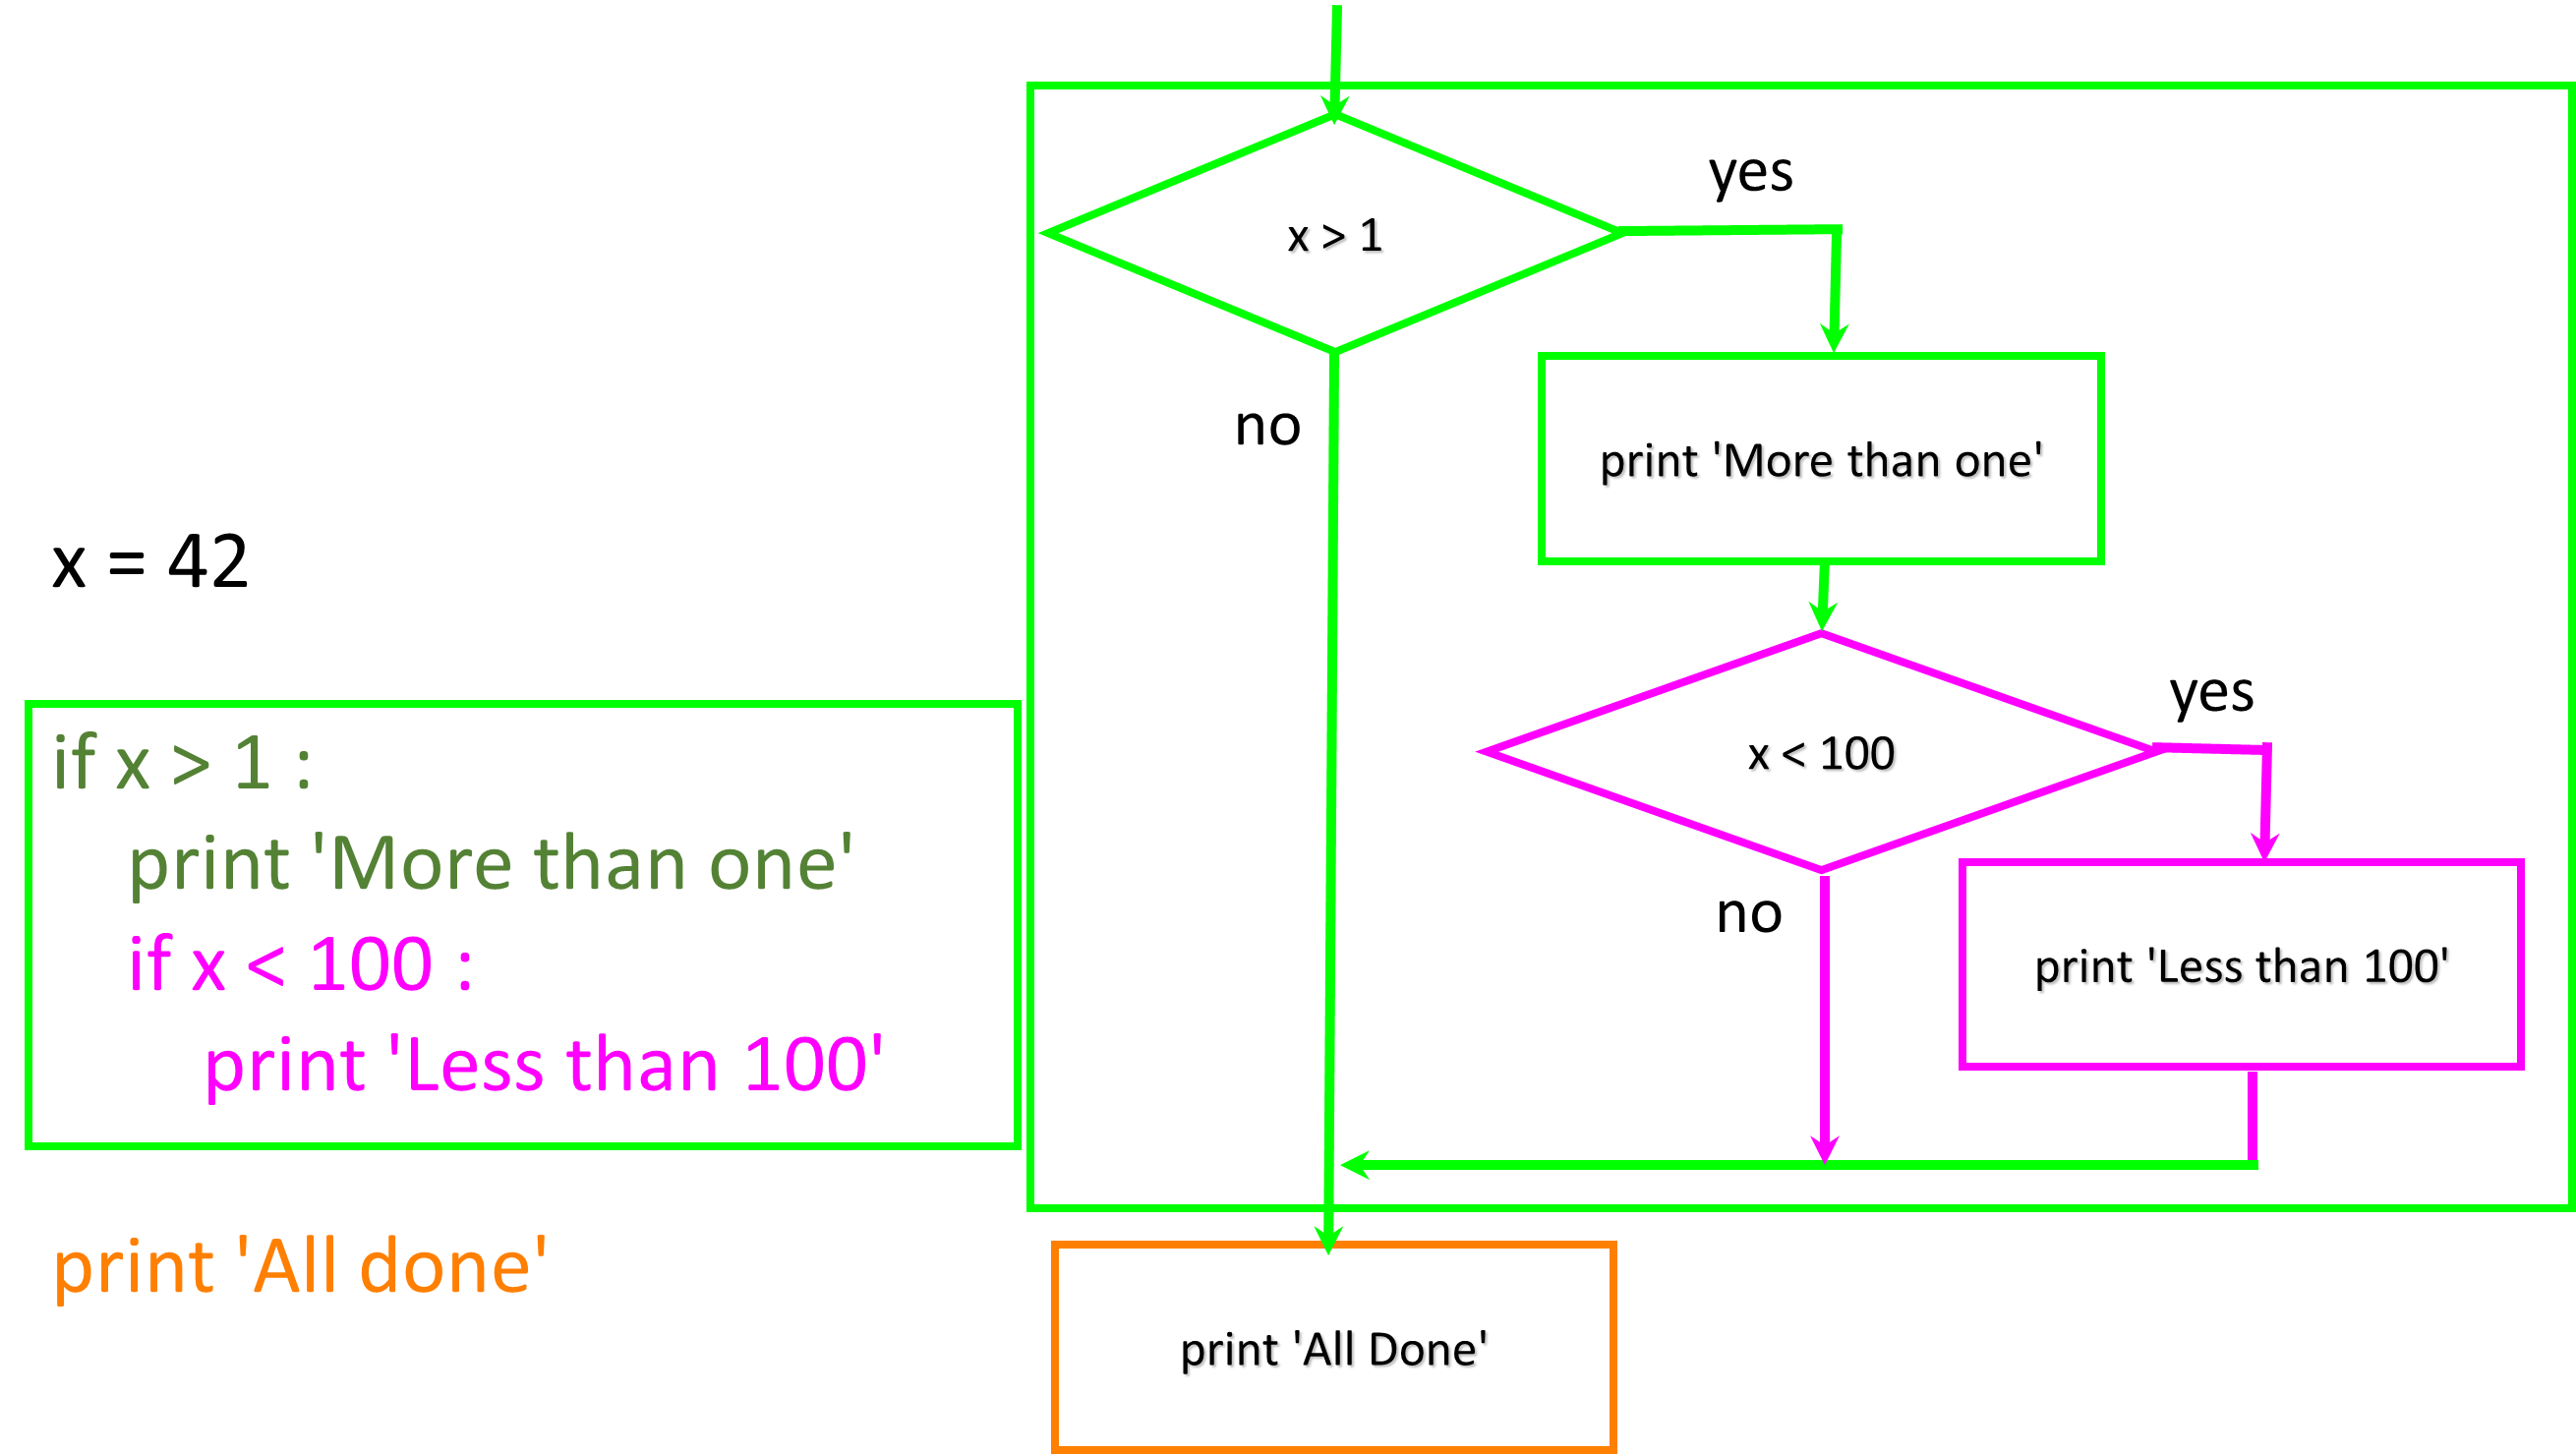 x = 42
if x > 1 :
print 'More than one'
if x < 100 :
print 'Less than 100'
print 'All done'
x > 1
yes
no
print 'More than one'
x < 100
yes
no
print 'Less than 100'
print 'All Done'